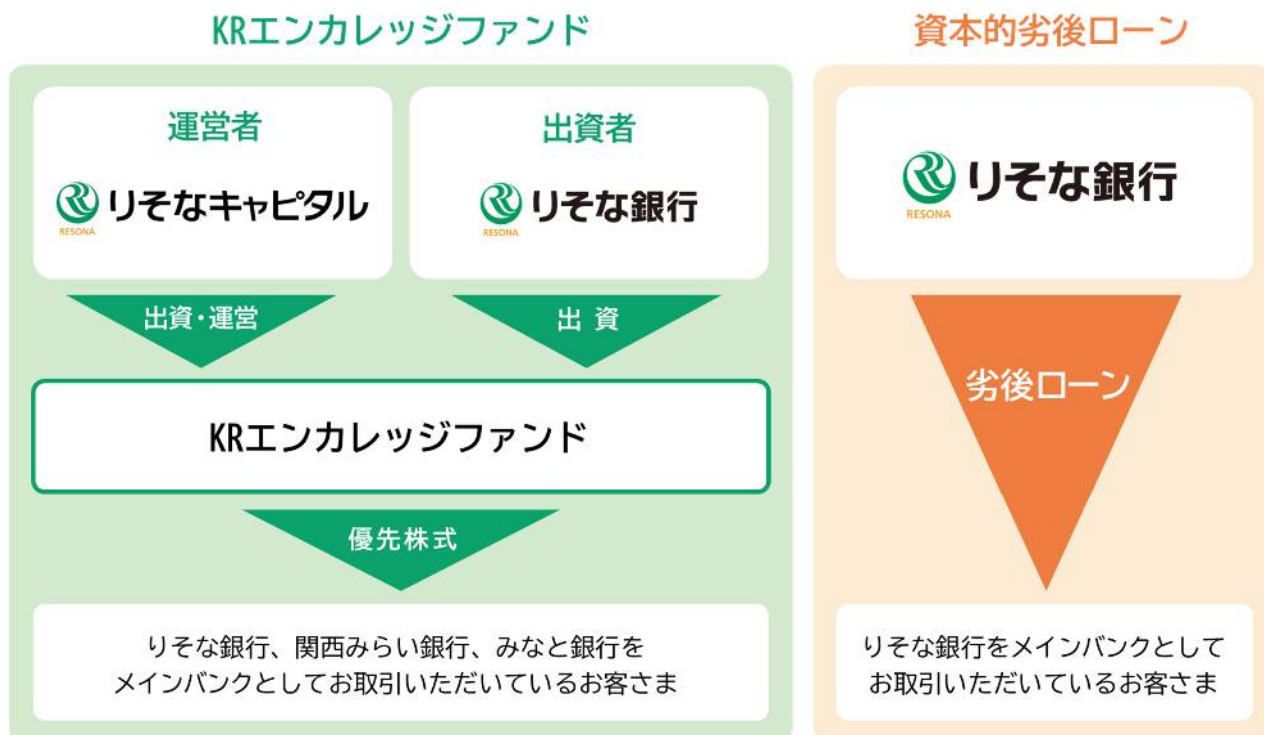 KRエンカレッジファンド
運営者
りそなキャピタル
RESONA
出資者
りそな銀行
RESONA
出資・運営
出資
KRエンカレッジファンド
優先株式
りそな銀行、関西みらい銀行、みなと銀行を
メインバンクとしてお取引いただいているお客さま
資本的劣後ローン
りそな銀行
RESONA
劣後ローン
りそな銀行をメインバンクとして
お取引いただいているお客さま